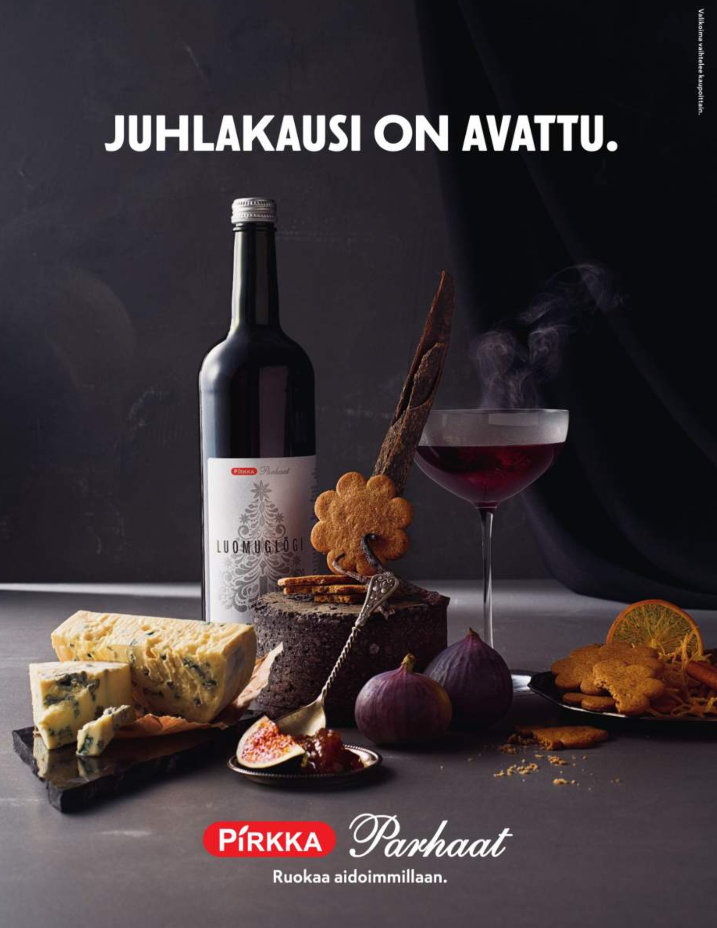 Valikoima vaihtelee kaupoittain.
JUHLAKAUSI ON AVATTU.
PIRKKA Parhaat
LUOMUGLÖGI
PIRKKA Parhaat
Ruokaa aidoimmillaan.